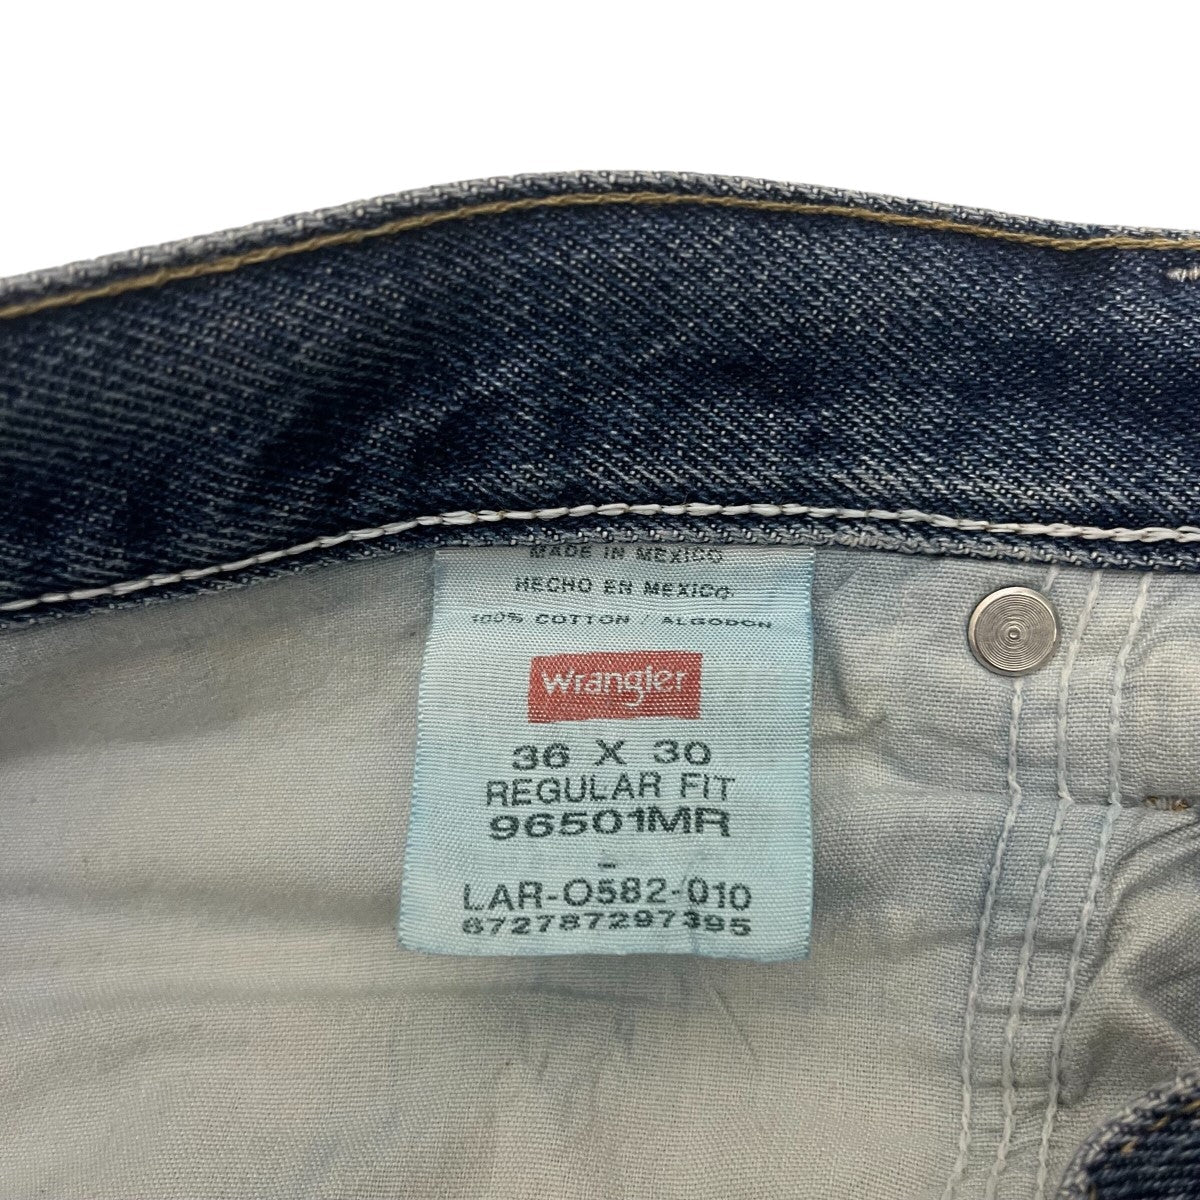 MADE IN MEXICO
HECHO EN MEXICO
100% COTTON / ALGODON
Wrangler
36 X 30
REGULAR FIT
96501MR
-
LAR-0582-010
672787297395